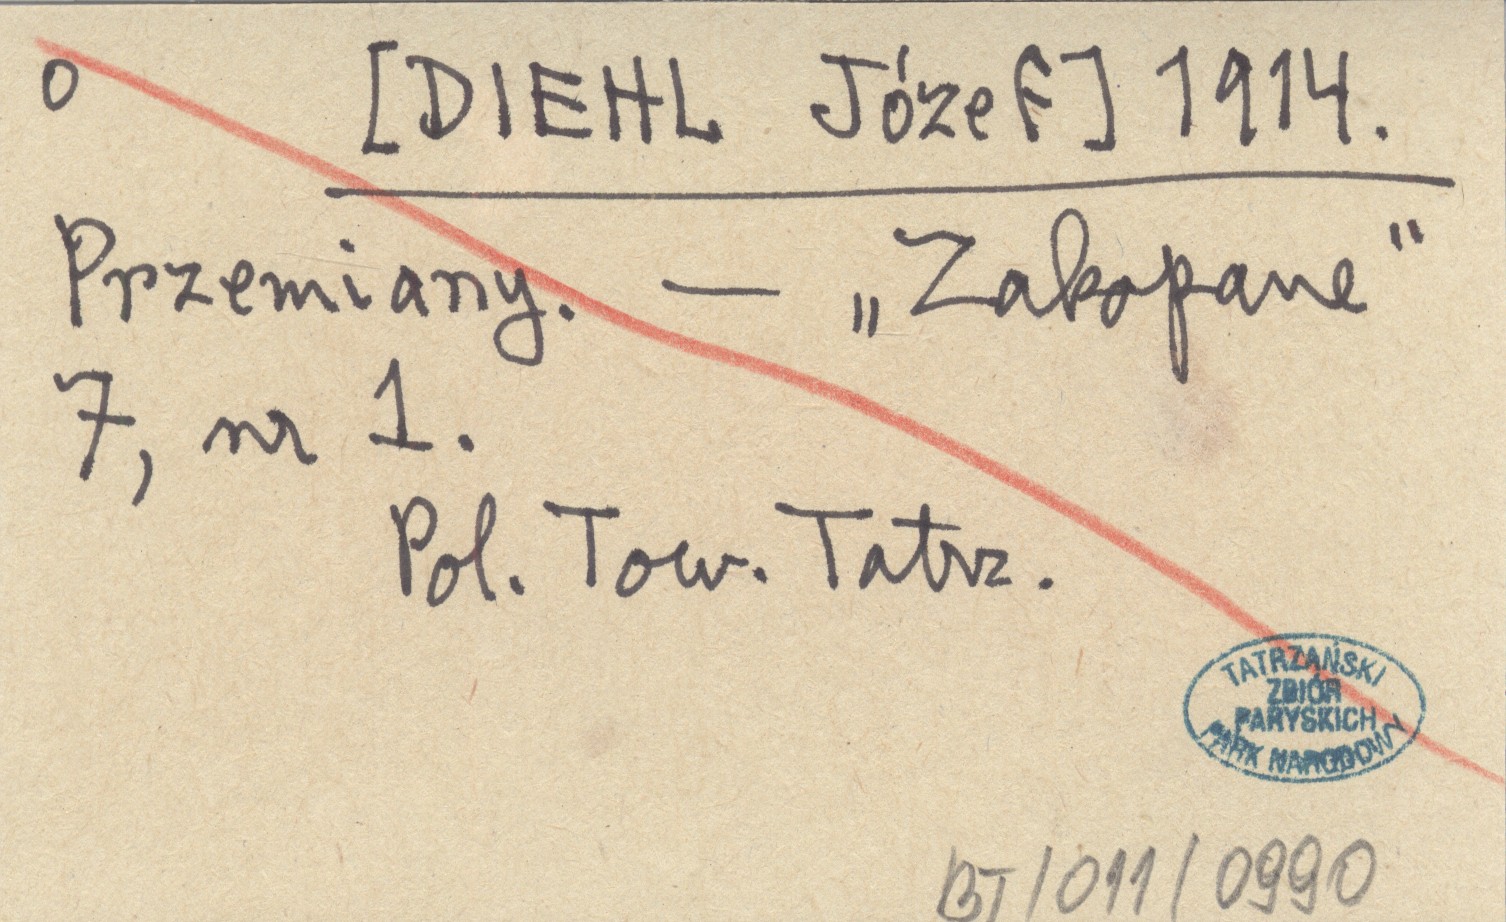 o [DIEHL Józef] 1914.
Przemiany. — „Zakopane“
7, nr 1.
Pol. Tow. Tatrz.
TATRZAŃSKI
ZBIÓR
PARYSKICH
PARK NARODOWY
BT/011/0990